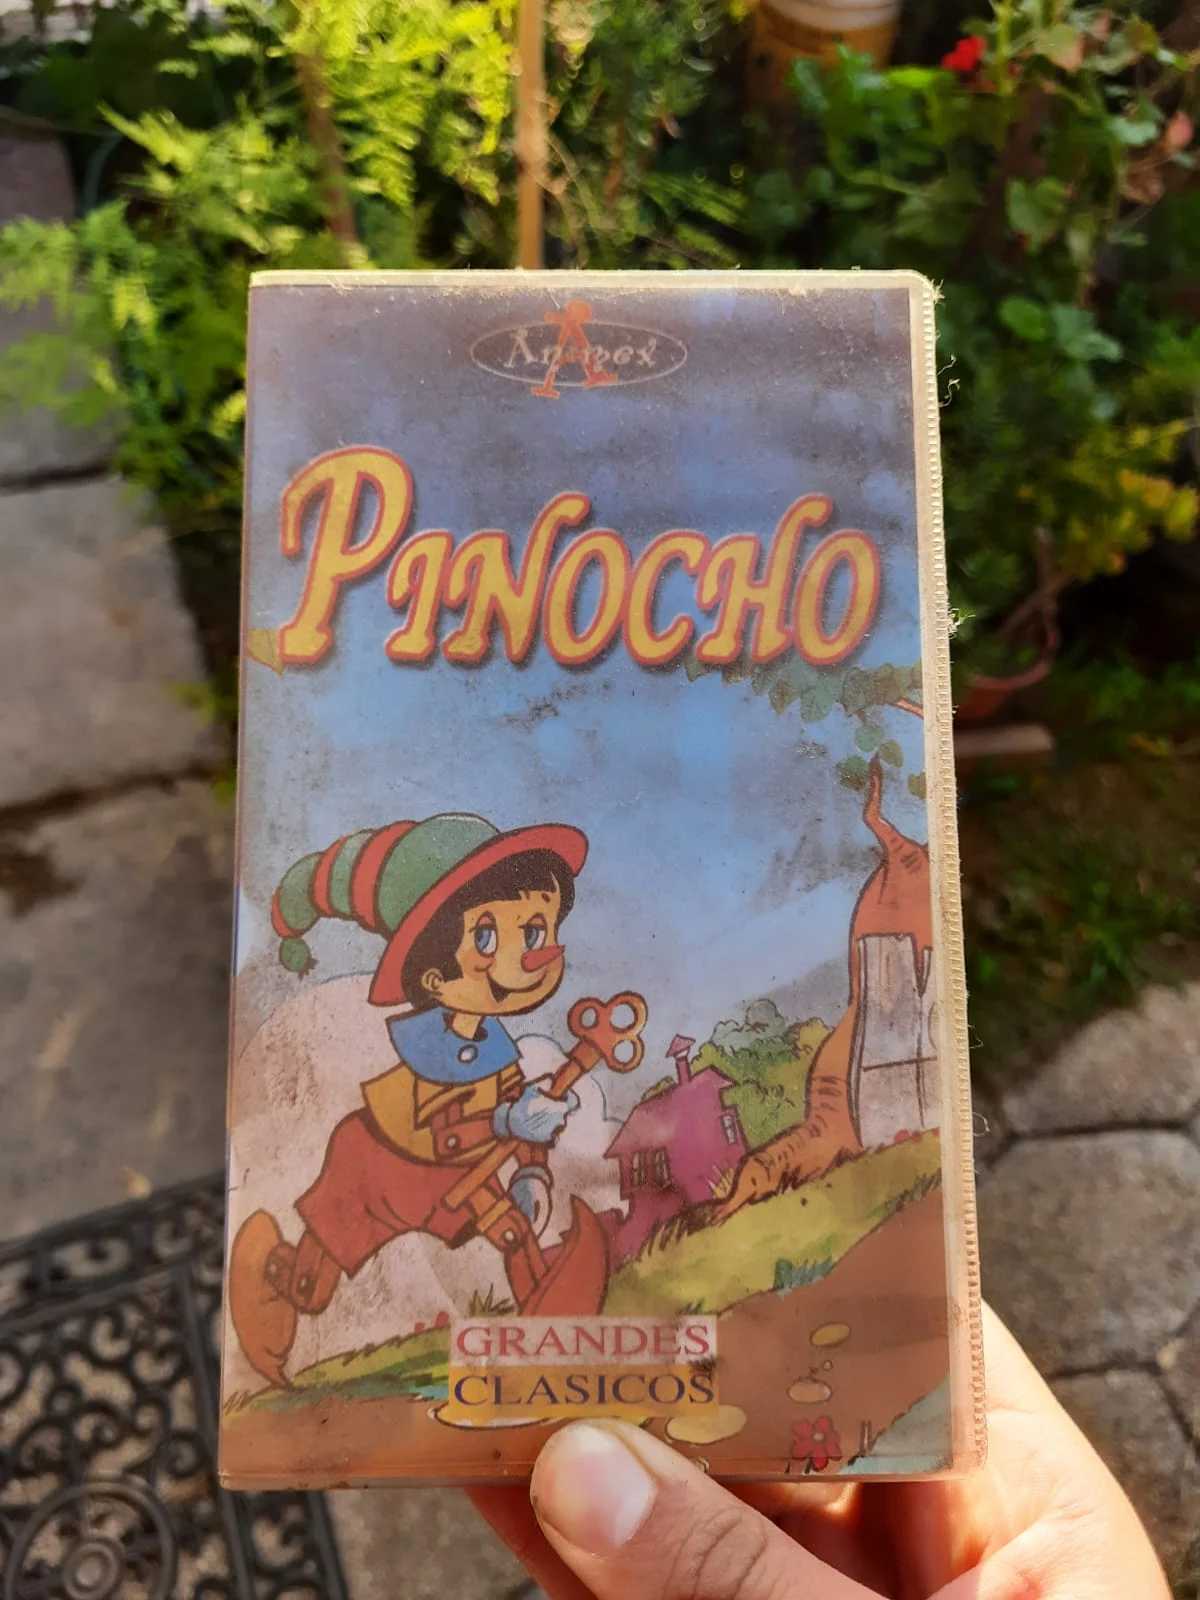 Animex
PINOCHO
GRANDES
CLASICOS